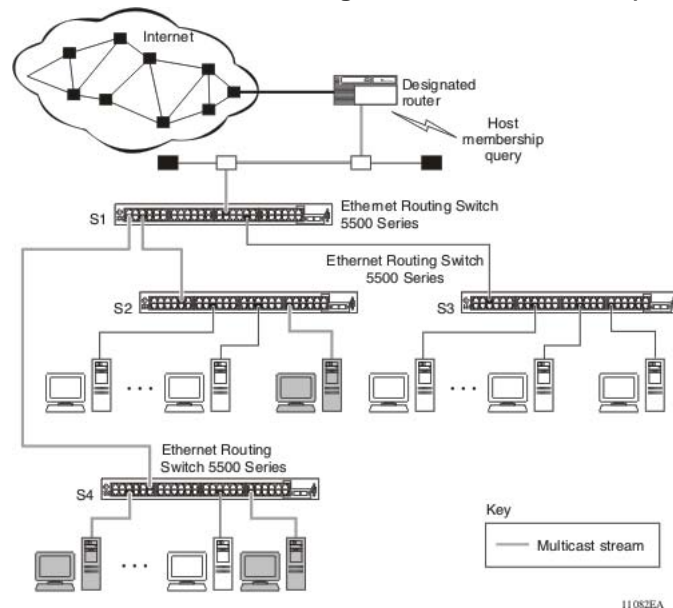 Internet
Designated
router
Host
membership
query
Ethernet Routing Switch
5500 Series
S1
Ethernet Routing Switch
5500 Series
S2
S3
Ethernet Routing
Switch 5500 Series
S4
Key
Multicast stream
11082EA